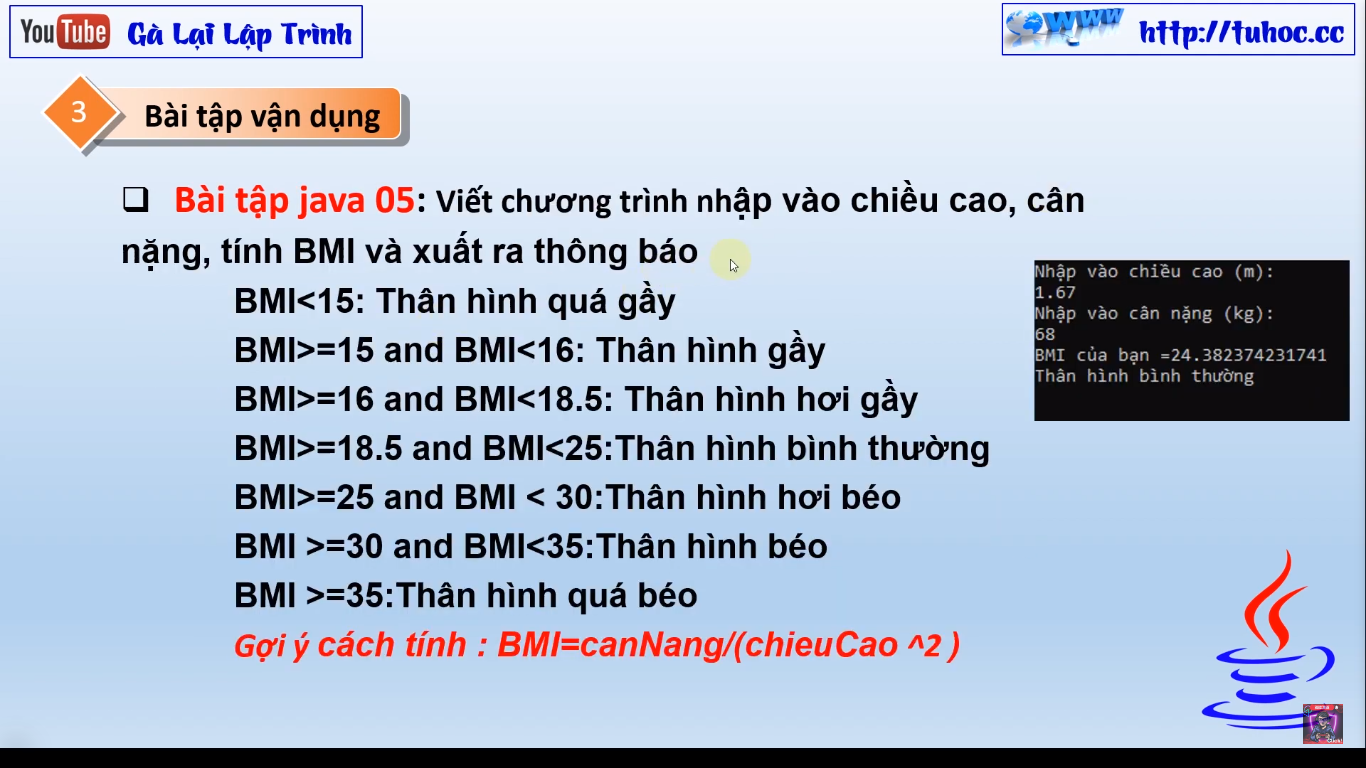 YouTube Gà Lại Lập Trình
WWW http://tuhoc.cc
3 Bài tập vận dụng
Bài tập java 05: Viết chương trình nhập vào chiều cao, cân
nặng, tính BMI và xuất ra thông báo
BMI<15: Thân hình quá gầy
BMI>=15 and BMI<16: Thân hình gầy
BMI>=16 and BMI<18.5: Thân hình hơi gầy
BMI>=18.5 and BMI<25:Thân hình bình thường
BMI>=25 and BMI < 30:Thân hình hơi béo
BMI >=30 and BMI<35:Thân hình béo
BMI >=35:Thân hình quá béo
Gợi ý cách tính : BMI=canNang/(chieuCao ^2 )
Nhập vào chiều cao (m):
1.67
Nhập vào cân nặng (kg):
68
BMI của bạn =24.382374231741
Thân hình bình thường